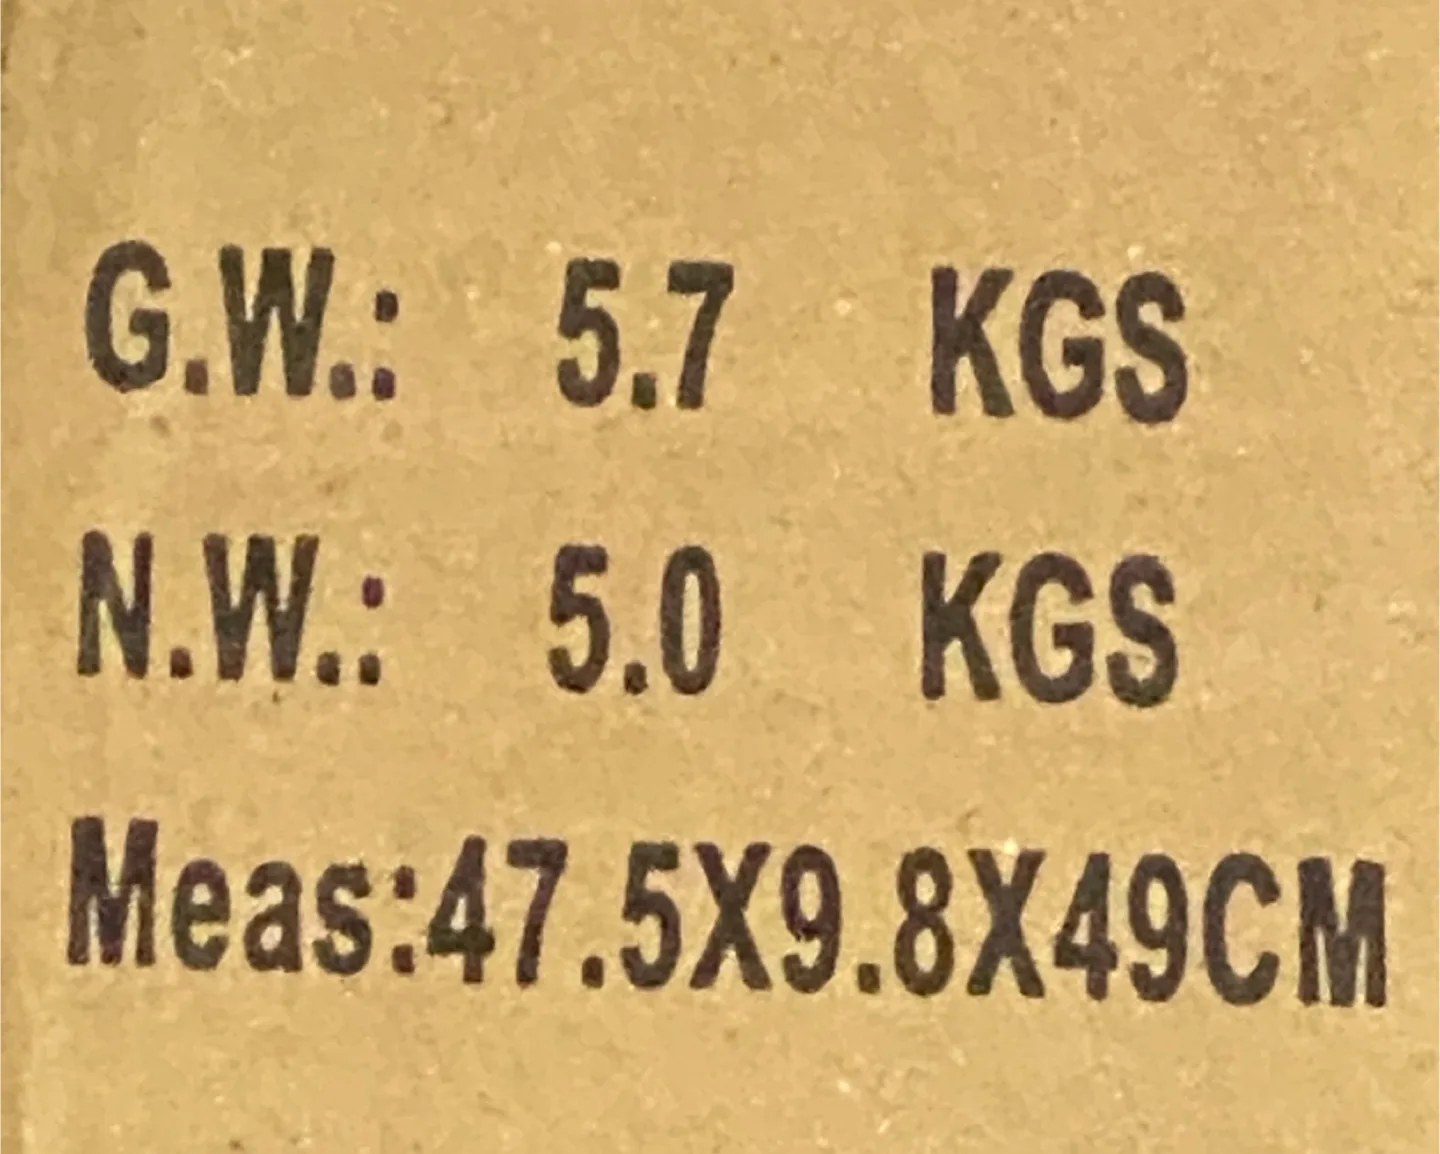 G.W.: 5.7 KGS
N.W.: 5.0 KGS
Meas:47.5X9.8X49CM